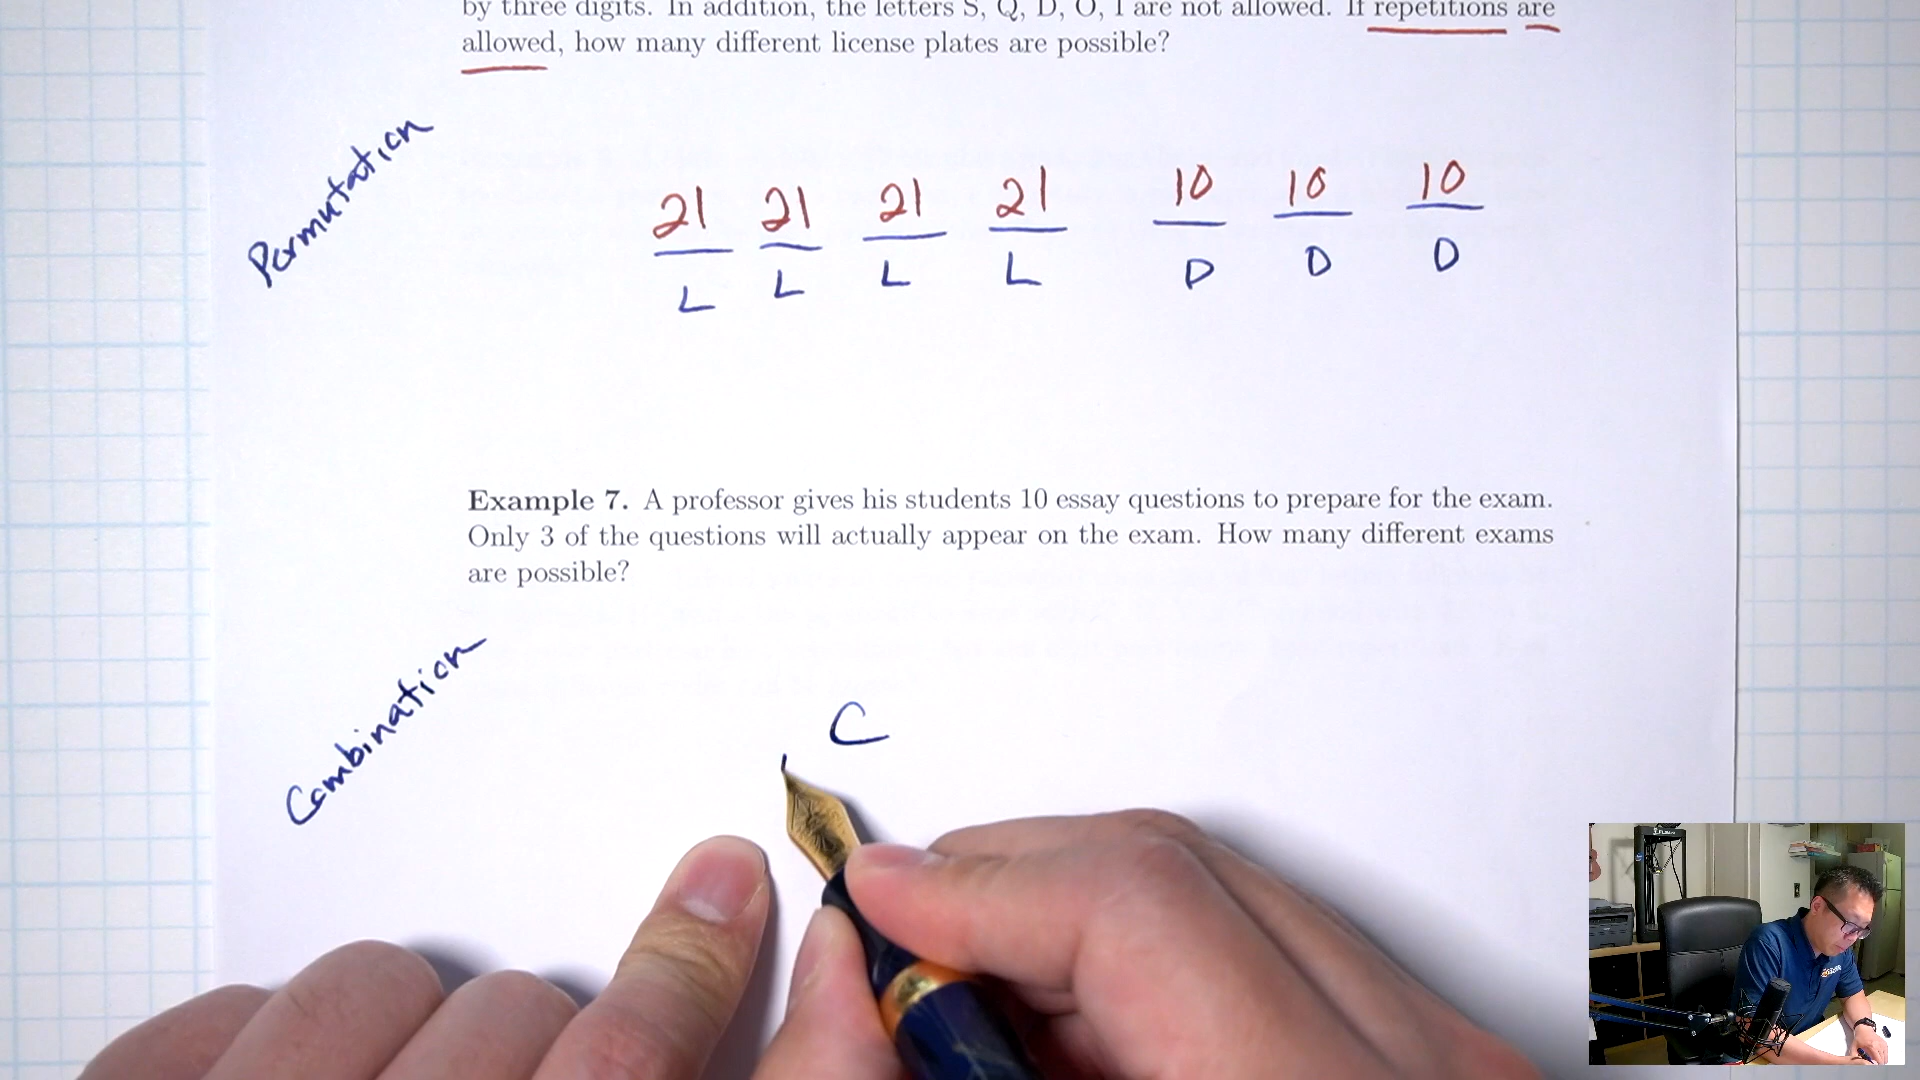 by three digits. In addition, the letters S, Q, D, O, I are not allowed. If repetitions are
allowed, how many different license plates are possible?
Permutation
21 21 21 21 10 10 10
L L L L D D D
Example 7. A professor gives his students 10 essay questions to prepare for the exam.
Only 3 of the questions will actually appear on the exam. How many different exams
are possible?
Combination
C